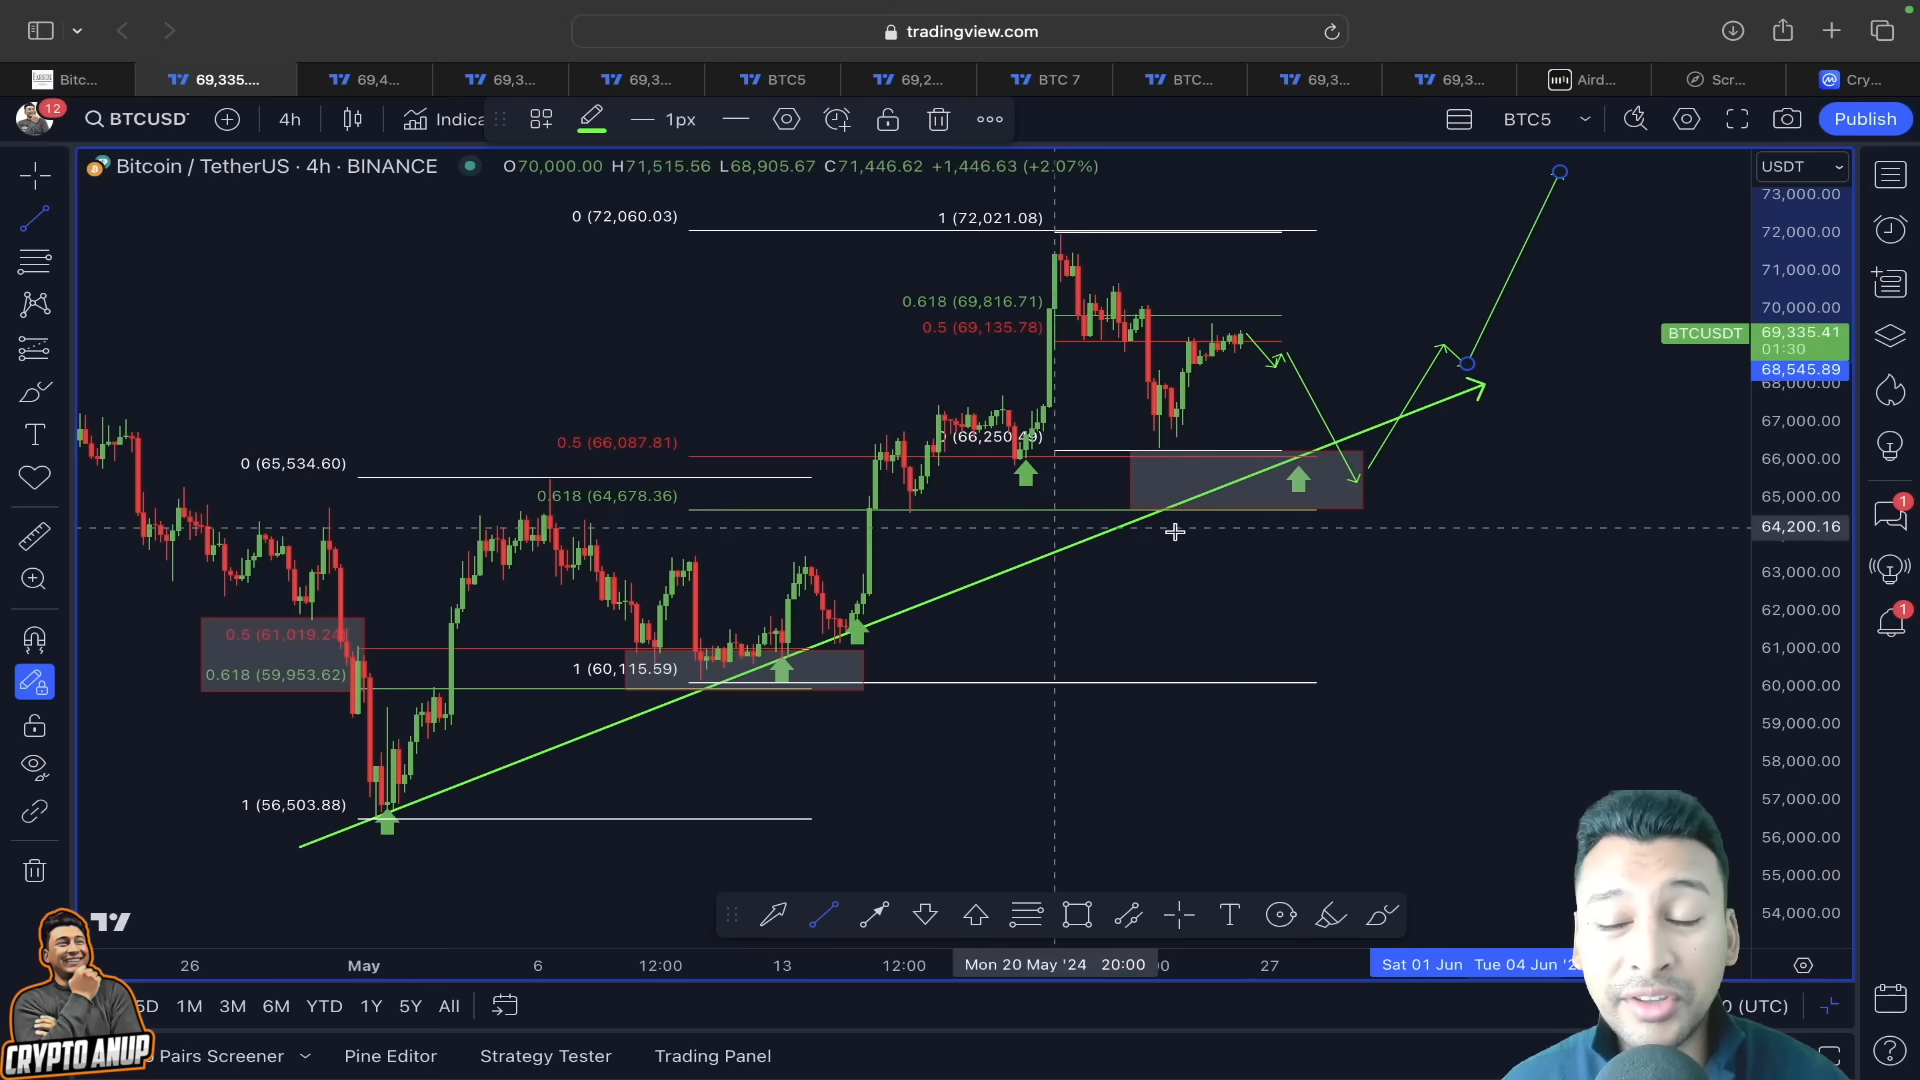 tradingview.com
Bitc...
69,335....
69,4...
69,3...
69,3...
BTC5
69,2...
BTC 7
BTC...
69,3...
69,3...
Aird...
Scr...
Cry...
12
BTCUSD
4h
Indica
1px
BTC5
Publish
Bitcoin / TetherUS · 4h · BINANCE
O70,000.00 H71,515.56 L68,905.67 C71,446.62 +1,446.63 (+2.07%)
USDT
73,000.00
0 (72,060.03)
1 (72,021.08)
72,000.00
71,000.00
0.618 (69,816.71)
70,000.00
0.5 (69,135.78)
BTCUSDT
69,335.41
01:30
68,545.89
68,000.00
67,000.00
0.5 (66,087.81)
(66,250.49)
66,000.00
0 (65,534.60)
0.618 (64,678.36)
65,000.00
64,200.16
63,000.00
62,000.00
0.5 (61,019.24)
61,000.00
1 (60,115.59)
0.618 (59,953.62)
60,000.00
59,000.00
58,000.00
1 (56,503.88)
57,000.00
56,000.00
55,000.00
54,000.00
1
1
26
May
6
12:00
13
12:00
Mon 20 May '24 20:00
27
Sat 01 Jun
Tue 04 Jun '
5D
1M
3M
6M
YTD
1Y
5Y
All
(UTC)
Pairs Screener
Pine Editor
Strategy Tester
Trading Panel
CRYPTO ANUP